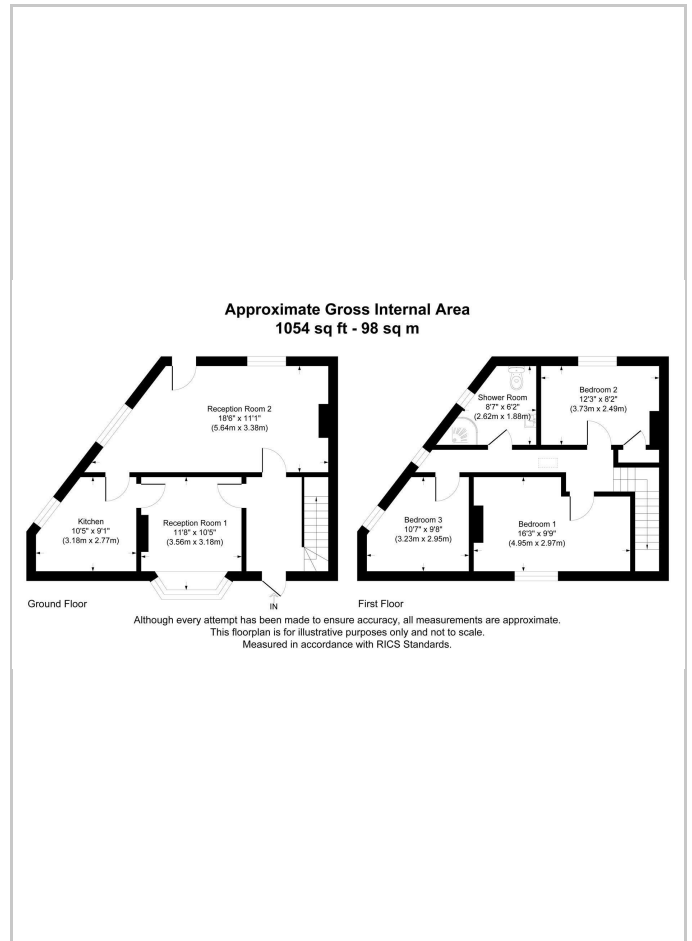 Approximate Gross Internal Area
1054 sq ft - 98 sq m
Reception Room 2
18'6" x 11'1"
(5.64m x 3.38m)
Kitchen
10'5" x 9'1"
(3.18m x 2.77m)
Reception Room 1
11'8" x 10'5"
(3.56m x 3.18m)
IN
Ground Floor
Shower Room
8'7" x 6'2"
(2.62m x 1.88m)
Bedroom 2
12'3" x 8'2"
(3.73m x 2.49m)
Bedroom 3
10'7" x 9'8"
(3.23m x 2.95m)
Bedroom 1
16'3" x 9'9"
(4.95m x 2.97m)
First Floor
Although every attempt has been made to ensure accuracy, all measurements are approximate.
This floorplan is for illustrative purposes only and not to scale.
Measured in accordance with RICS Standards.